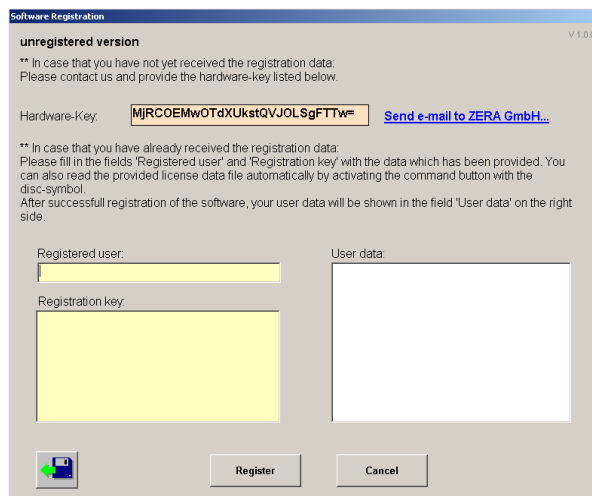 Software Registration
unregistered version
V 1.0.
** In case that you have not yet received the registration data:
Please contact us and provide the hardware-key listed below.
Hardware-Key:
MjRCOEMwOTdXUkstQVJOLSgFTTw=
Send e-mail to ZERA GmbH...
** In case that you have already received the registration data:
Please fill in the fields 'Registered user' and 'Registration key' with the data which has been provided. You
can also read the provided license data file automatically by activating the command button with the
disc-symbol.
After successfull registration of the software, your user data will be shown in the field 'User data' on the right
side.
Registered user:
User data:
Registration key:
Register
Cancel